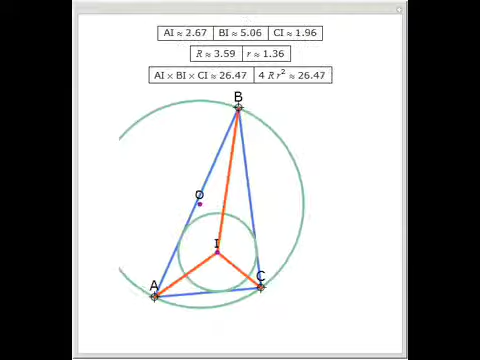 AI ≈ 2.67 BI ≈ 5.06 CI ≈ 1.96
R ≈ 3.59 r ≈ 1.36
AI × BI × CI ≈ 26.47 4 R r² ≈ 26.47
B
O
I
A C